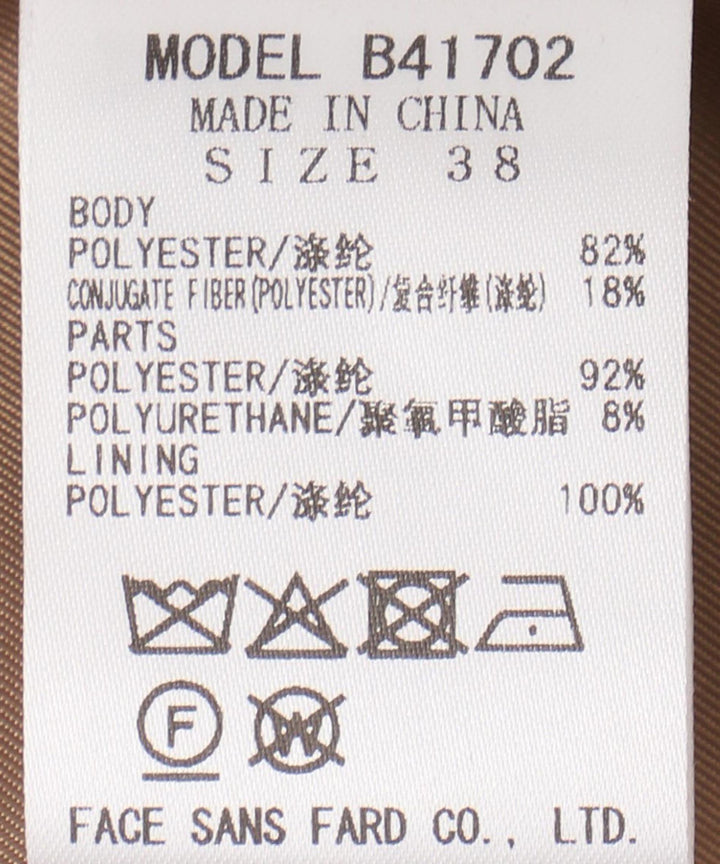 MODEL B41702
MADE IN CHINA
SIZE 38
BODY
POLYESTER/涤纶 82%
CONJUGATE FIBER(POLYESTER)/复合纤维(涤纶) 18%
PARTS
POLYESTER/涤纶 92%
POLYURETHANE/聚氨甲酸脂 8%
LINING
POLYESTER/涤纶 100%
F W
FACE SANS FARD CO., LTD.